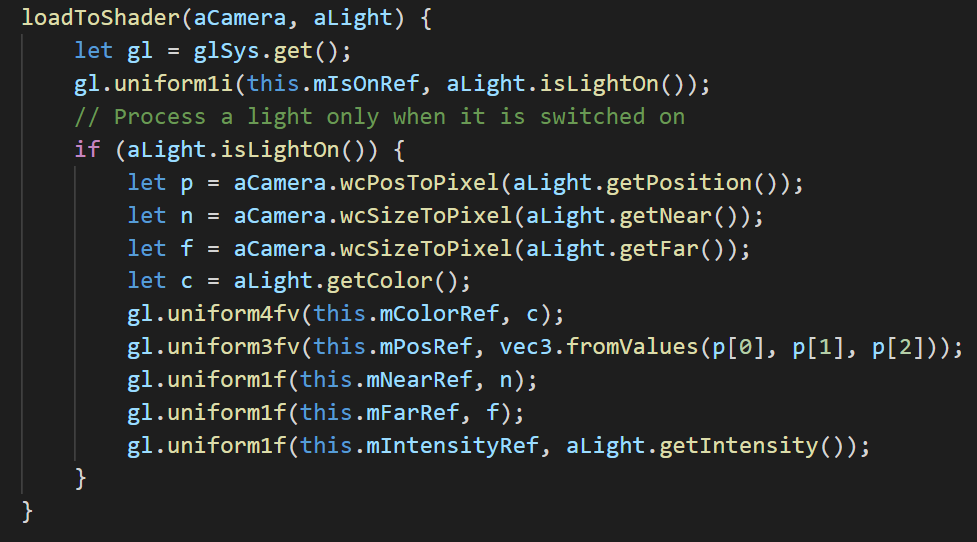 loadToShader(aCamera, aLight) {
    let gl = glSys.get();
    gl.uniform1i(this.mIsOnRef, aLight.isLightOn());
    // Process a light only when it is switched on
    if (aLight.isLightOn()) {
        let p = aCamera.wcPosToPixel(aLight.getPosition());
        let n = aCamera.wcSizeToPixel(aLight.getNear());
        let f = aCamera.wcSizeToPixel(aLight.getFar());
        let c = aLight.getColor();
        gl.uniform4fv(this.mColorRef, c);
        gl.uniform3fv(this.mPosRef, vec3.fromValues(p[0], p[1], p[2]));
        gl.uniform1f(this.mNearRef, n);
        gl.uniform1f(this.mFarRef, f);
        gl.uniform1f(this.mIntensityRef, aLight.getIntensity());
    }
}